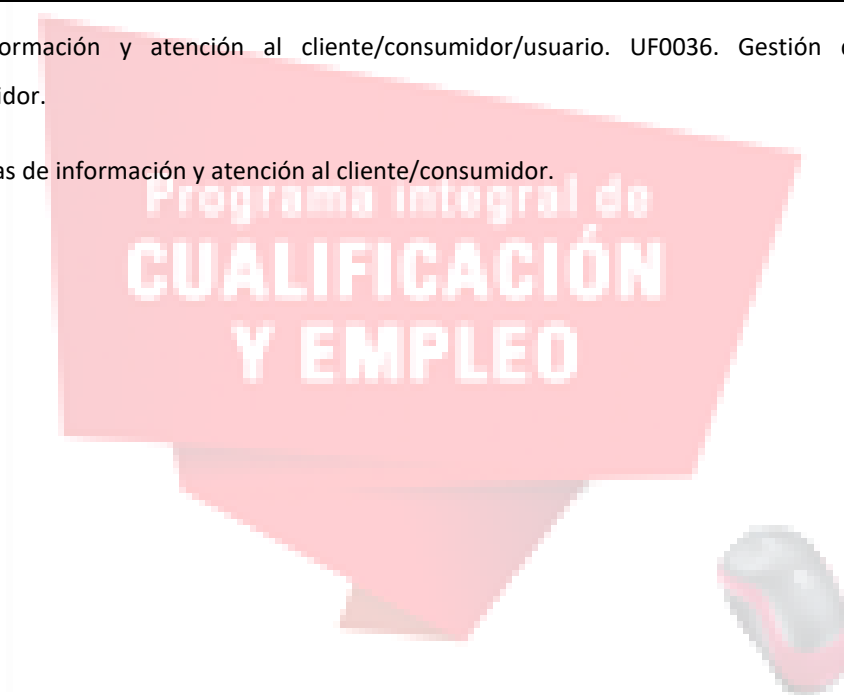 formación y atención al cliente/consumidor/usuario. UF0036. Gestión
idor.
as de información y atención al cliente/consumidor.
Programa integral de
CUALIFICACIÓN
Y EMPLEO